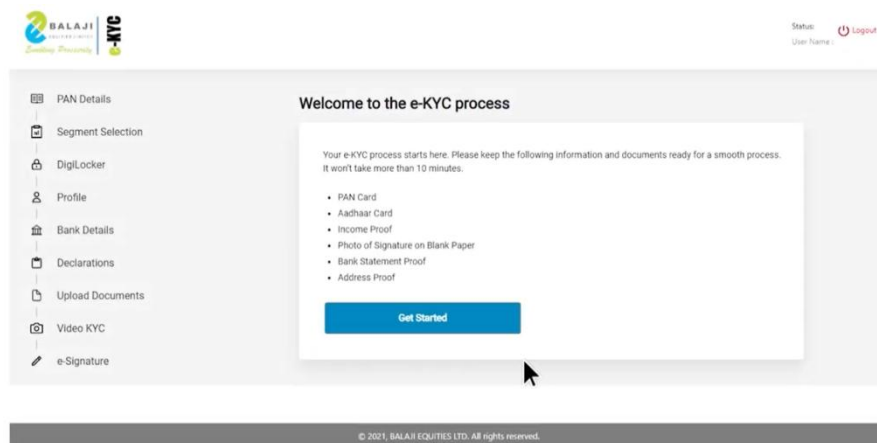 BALAJI
e-KYC
Status:
User Name :
Logout
PAN Details
Segment Selection
DigiLocker
Profile
Bank Details
Declarations
Upload Documents
Video KYC
e-Signature
Welcome to the e-KYC process
Your e-KYC process starts here. Please keep the following information and documents ready for a smooth process.
It won't take more than 10 minutes.
• PAN Card
• Aadhaar Card
• Income Proof
• Photo of Signature on Blank Paper
• Bank Statement Proof
• Address Proof
Get Started
© 2021, BALAJI EQUITIES LTD. All rights reserved.